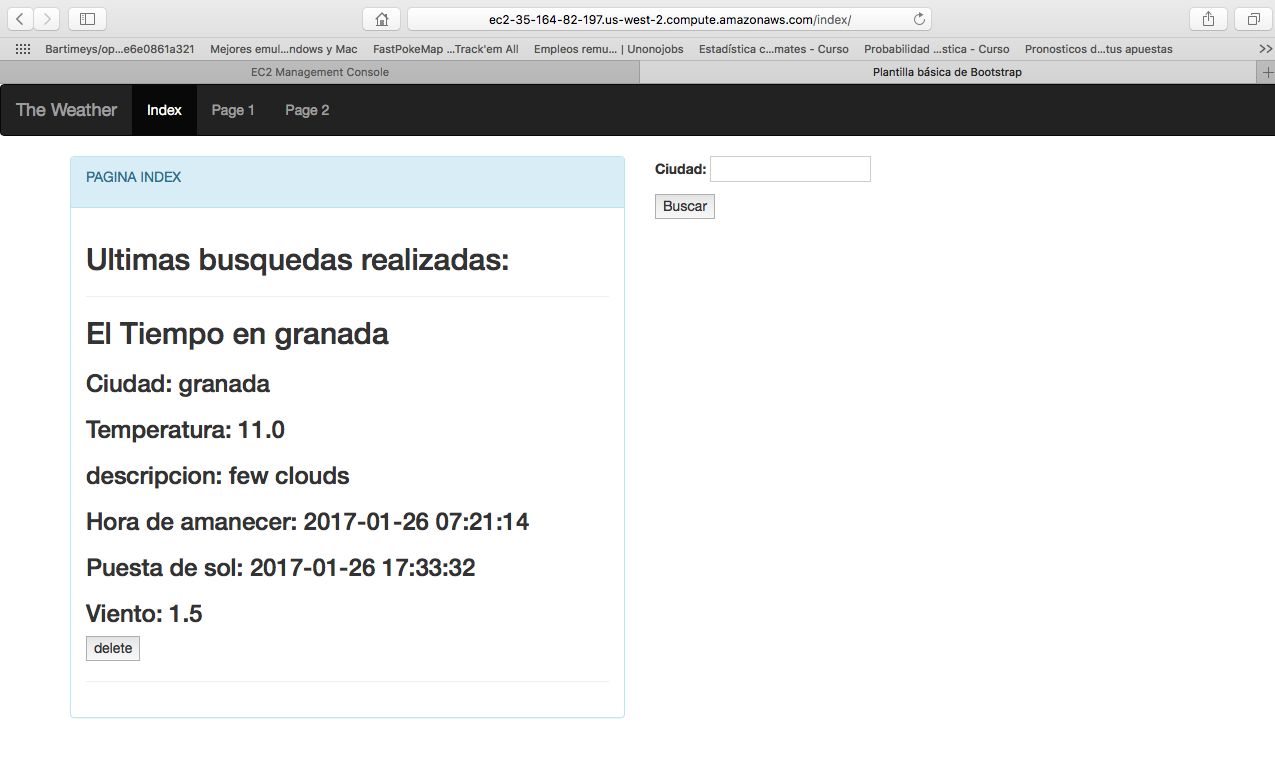 ec2-35-164-82-197.us-west-2.compute.amazonaws.com/index/
Bartimeys/op...e6e0861a321 Mejores emul...ndows y Mac FastPokeMap ...Track'em All Empleos remu... | Unonojobs Estadística c...mates - Curso Probabilidad ...stica - Curso Pronosticos d...tus apuestas >>
EC2 Management Console Plantilla básica de Bootstrap +
The Weather Index Page 1 Page 2
PAGINA INDEX
Ultimas busquedas realizadas:
El Tiempo en granada
Ciudad: granada
Temperatura: 11.0
descripcion: few clouds
Hora de amanecer: 2017-01-26 07:21:14
Puesta de sol: 2017-01-26 17:33:32
Viento: 1.5
delete
Ciudad:
Buscar